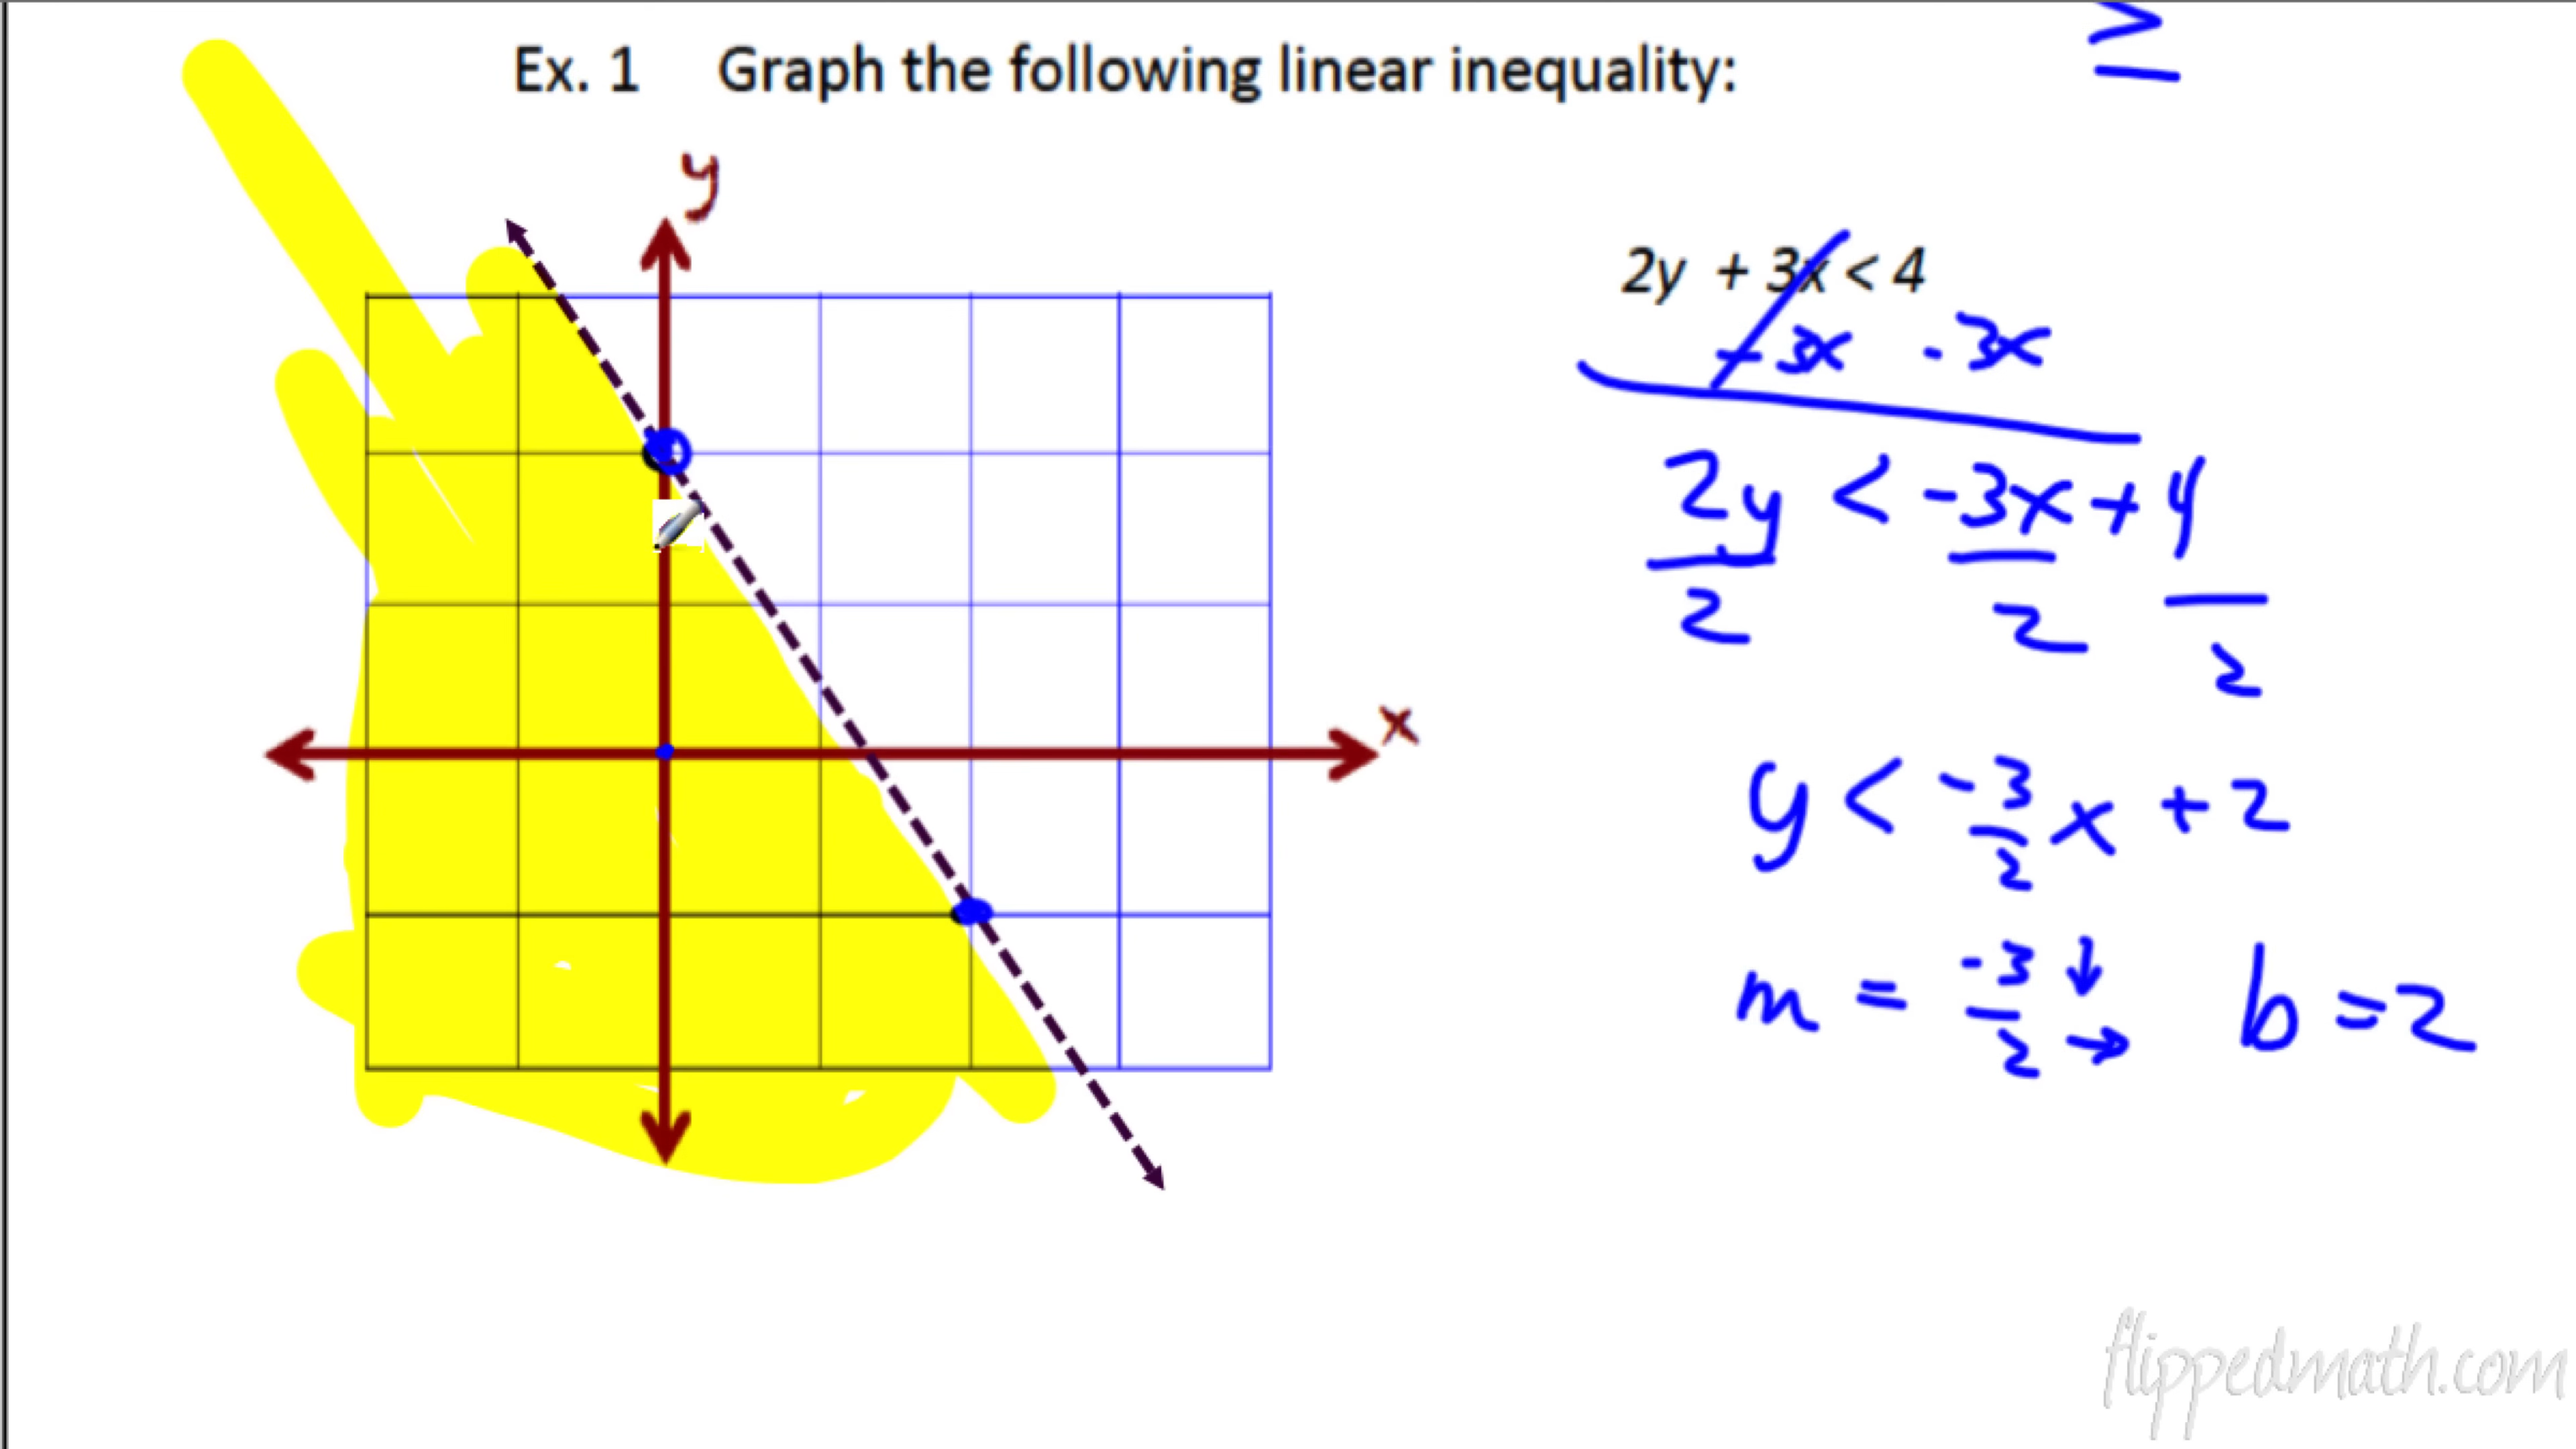 ≥
Ex. 1 Graph the following linear inequality:
y
x
2y + 3x < 4
- 3x - 3x
2y < -3x + 4
2 2 2
y < -3/2 x + 2
m = -3/2 ↓ → b = 2
flippedmath.com